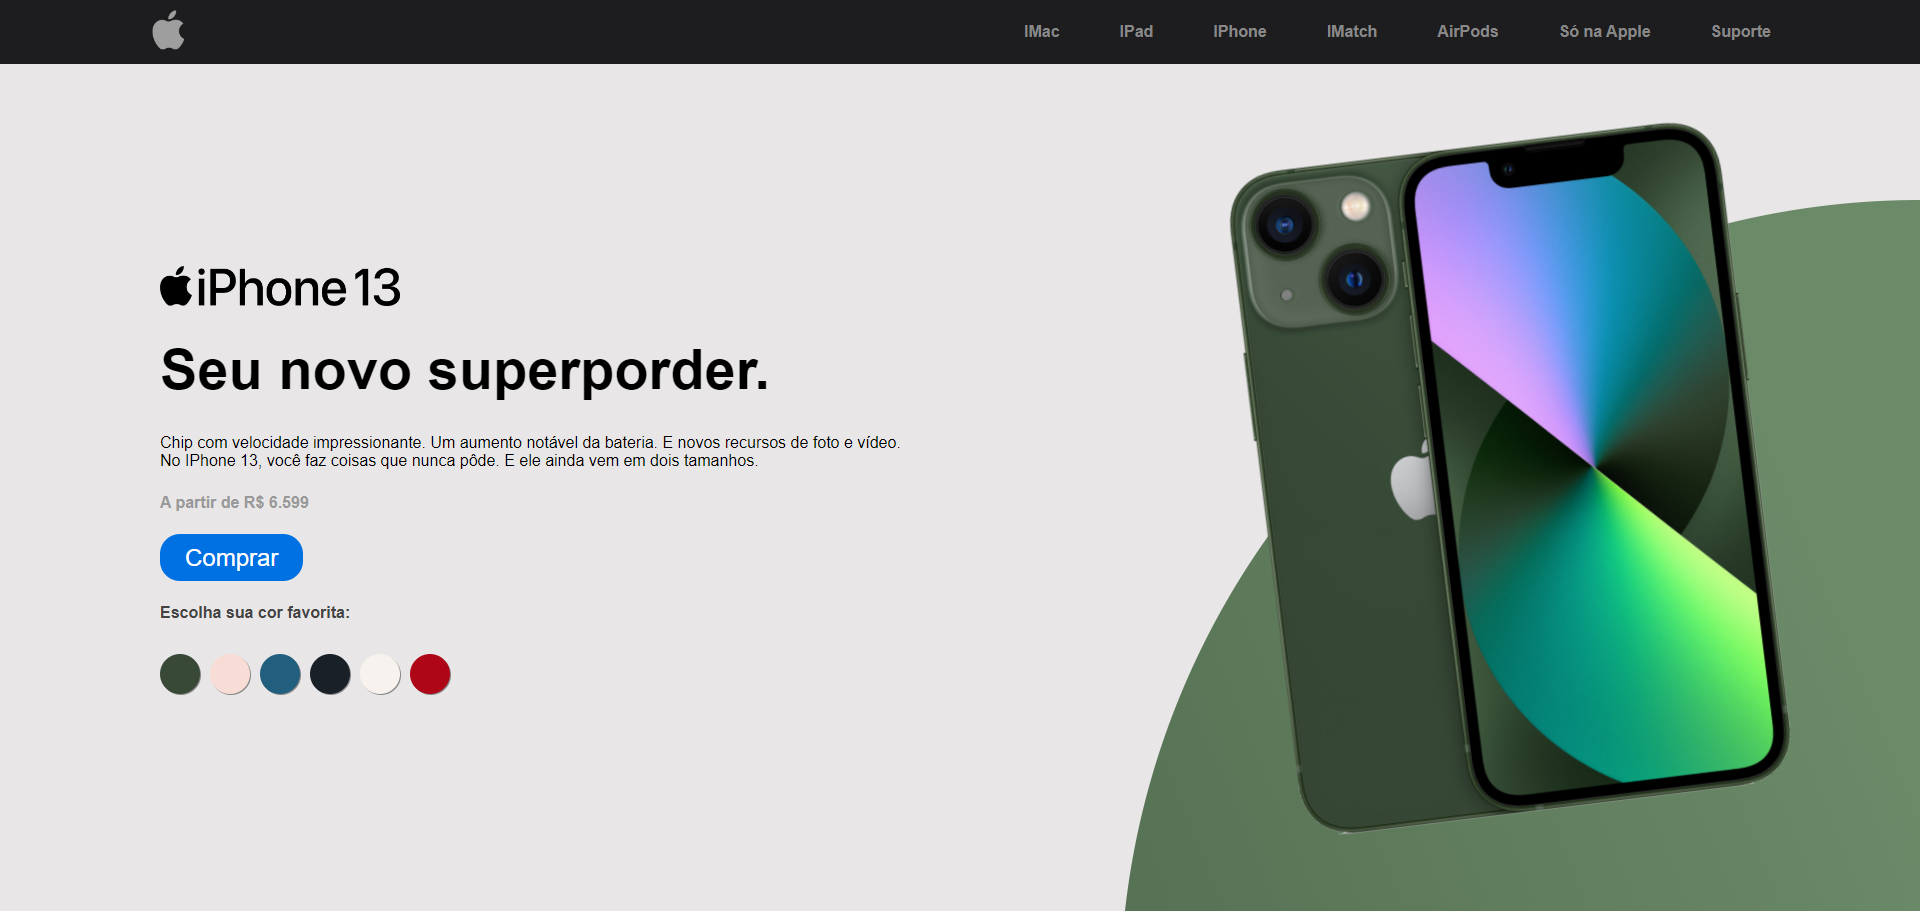 IMac
IPad
IPhone
IMatch
AirPods
Só na Apple
Suporte
iPhone 13
Seu novo superporder.
Chip com velocidade impressionante. Um aumento notável da bateria. E novos recursos de foto e vídeo.
No IPhone 13, você faz coisas que nunca pôde. E ele ainda vem em dois tamanhos.
A partir de R$ 6.599
Comprar
Escolha sua cor favorita: